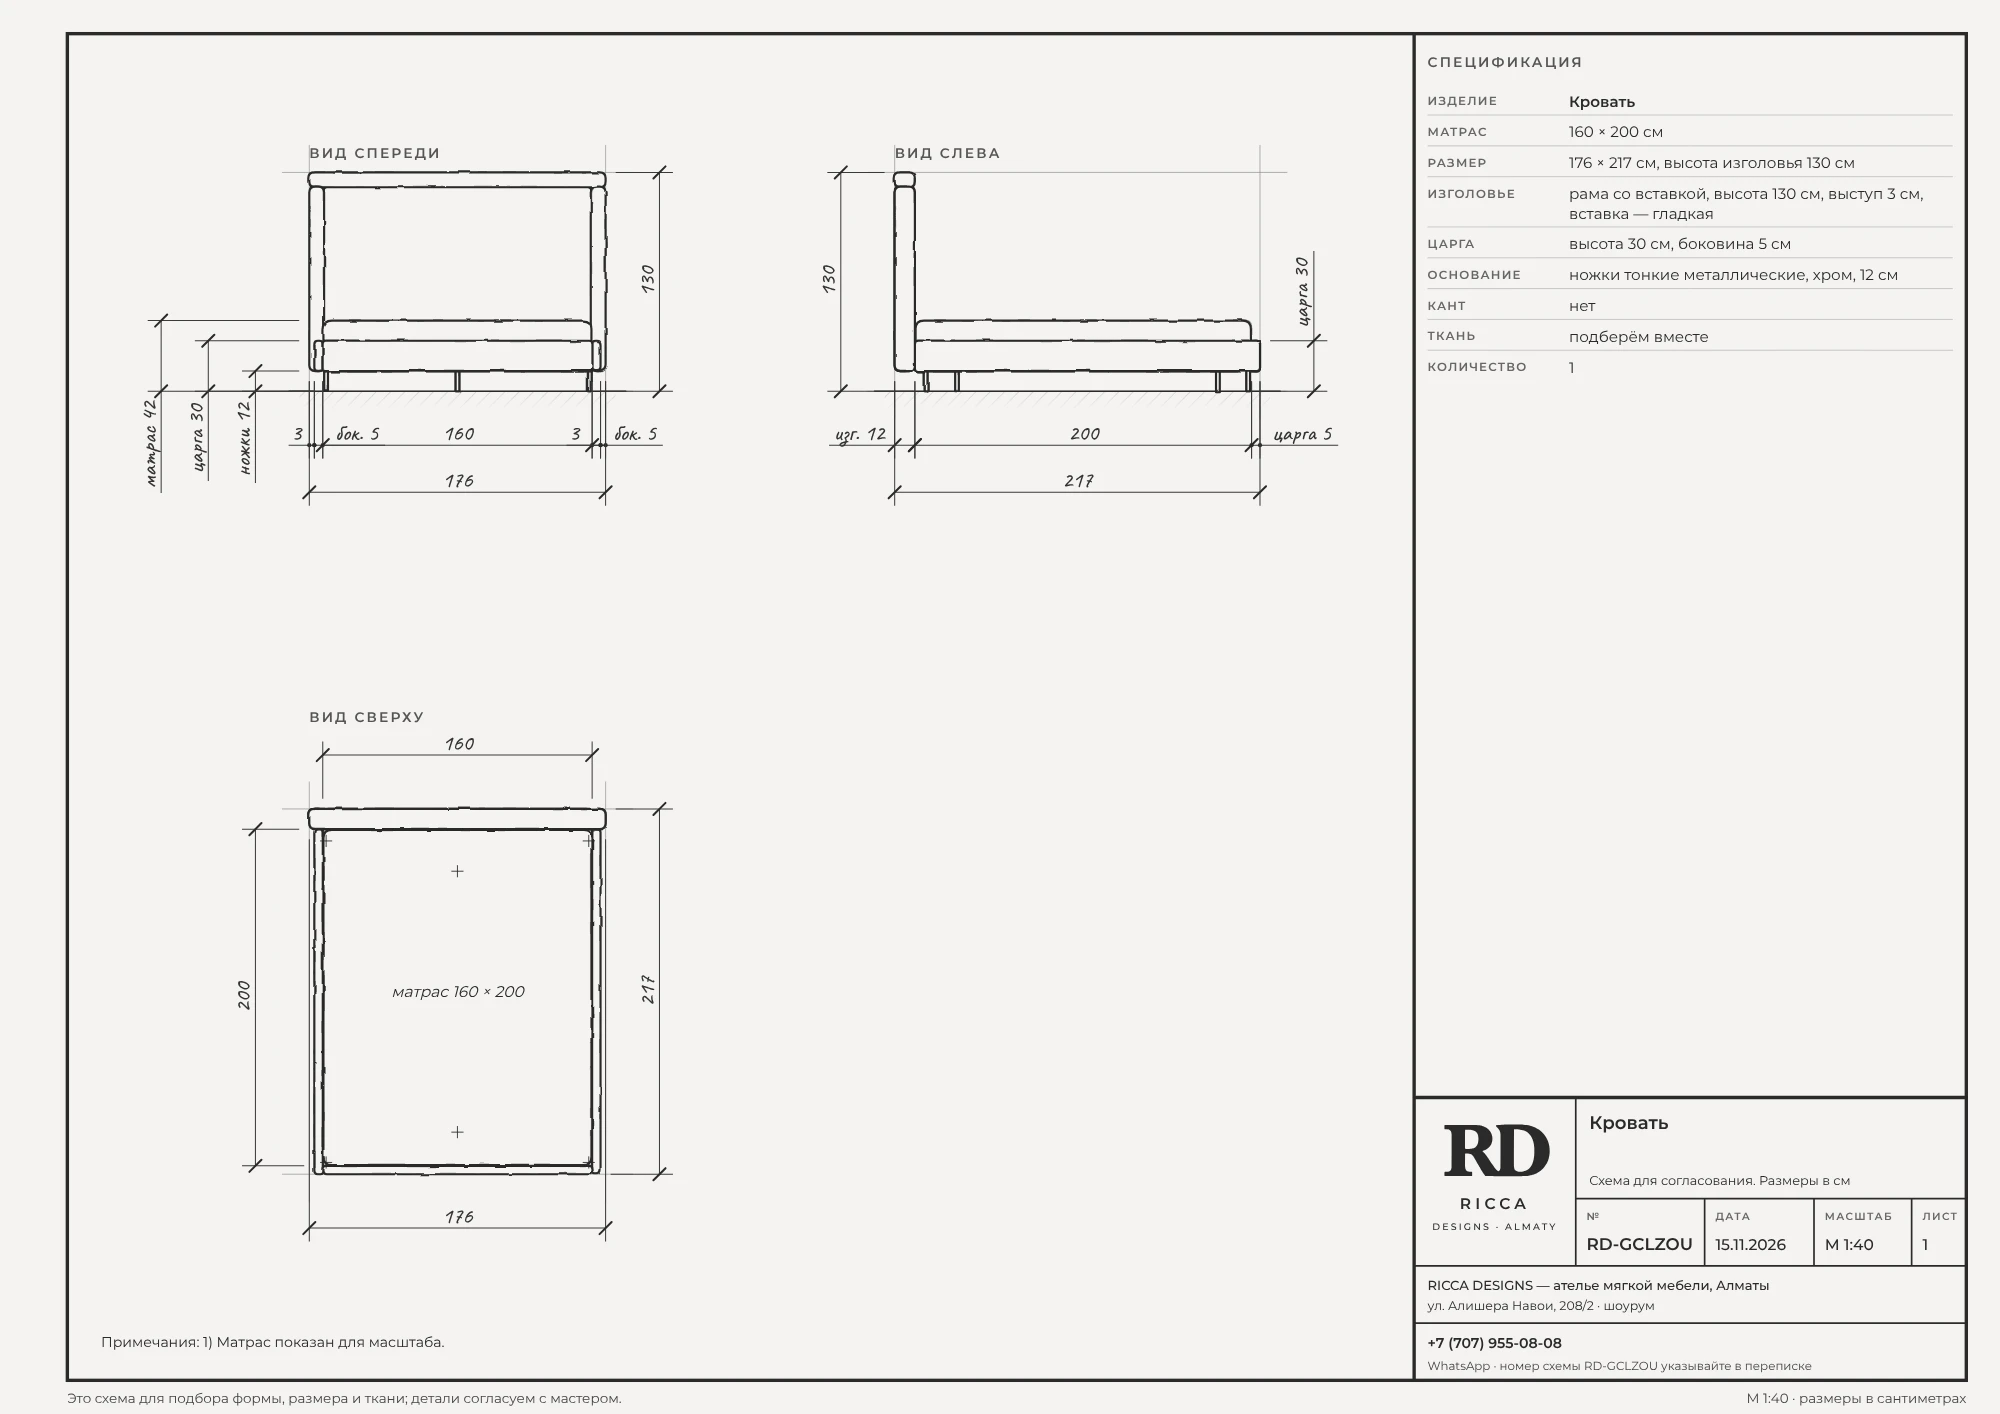 ВИД СПЕРЕДИ
130
матрас 42
царга 30
ножки 12
3
бок. 5
160
3
бок. 5
176
ВИД СЛЕВА
130
царга 30
изг. 12
200
царга 5
217
ВИД СВЕРХУ
160
200
матрас 160 × 200
217
176
Примечания: 1) Матрас показан для масштаба.
СПЕЦИФИКАЦИЯ
ИЗДЕЛИЕ Кровать
МАТРАС 160 × 200 см
РАЗМЕР 176 × 217 см, высота изголовья 130 см
ИЗГОЛОВЬЕ рама со вставкой, высота 130 см, выступ 3 см,
вставка — гладкая
ЦАРГА высота 30 см, боковина 5 см
ОСНОВАНИЕ ножки тонкие металлические, хром, 12 см
КАНТ нет
ТКАНЬ подберём вместе
КОЛИЧЕСТВО 1
RD
RICCA
DESIGNS · ALMATY
Кровать
Схема для согласования. Размеры в см
№ ДАТА МАСШТАБ ЛИСТ
RD-GCLZOU 15.11.2026 М 1:40 1
RICCA DESIGNS — ателье мягкой мебели, Алматы
ул. Алишера Навои, 208/2 · шоурум
+7 (707) 955-08-08
WhatsApp · номер схемы RD-GCLZOU указывайте в переписке
Это схема для подбора формы, размера и ткани; детали согласуем с мастером.
М 1:40 · размеры в сантиметрах